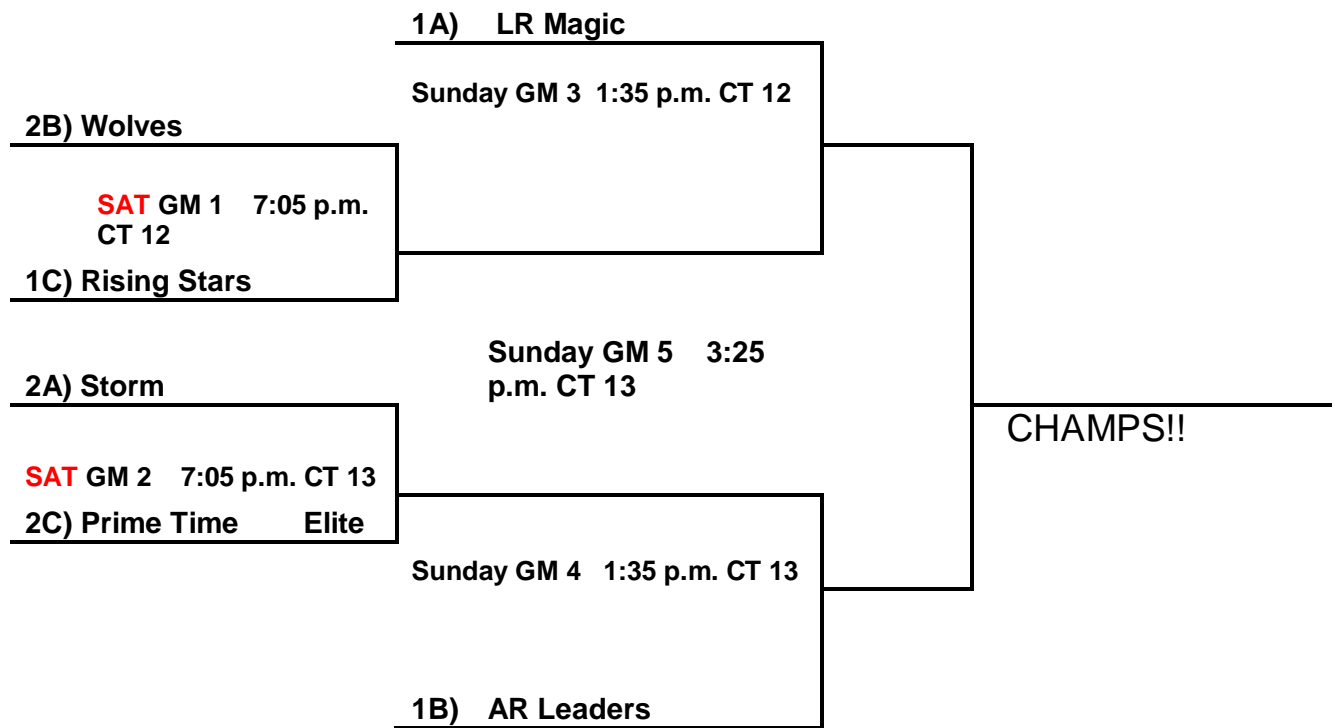 1A) LR Magic
Sunday GM 3 1:35 p.m. CT 12
2B) Wolves
SAT GM 1 7:05 p.m.
CT 12
1C) Rising Stars
Sunday GM 5 3:25
p.m. CT 13
2A) Storm
CHAMPS!!
SAT GM 2 7:05 p.m. CT 13
2C) Prime Time Elite
Sunday GM 4 1:35 p.m. CT 13
1B) AR Leaders